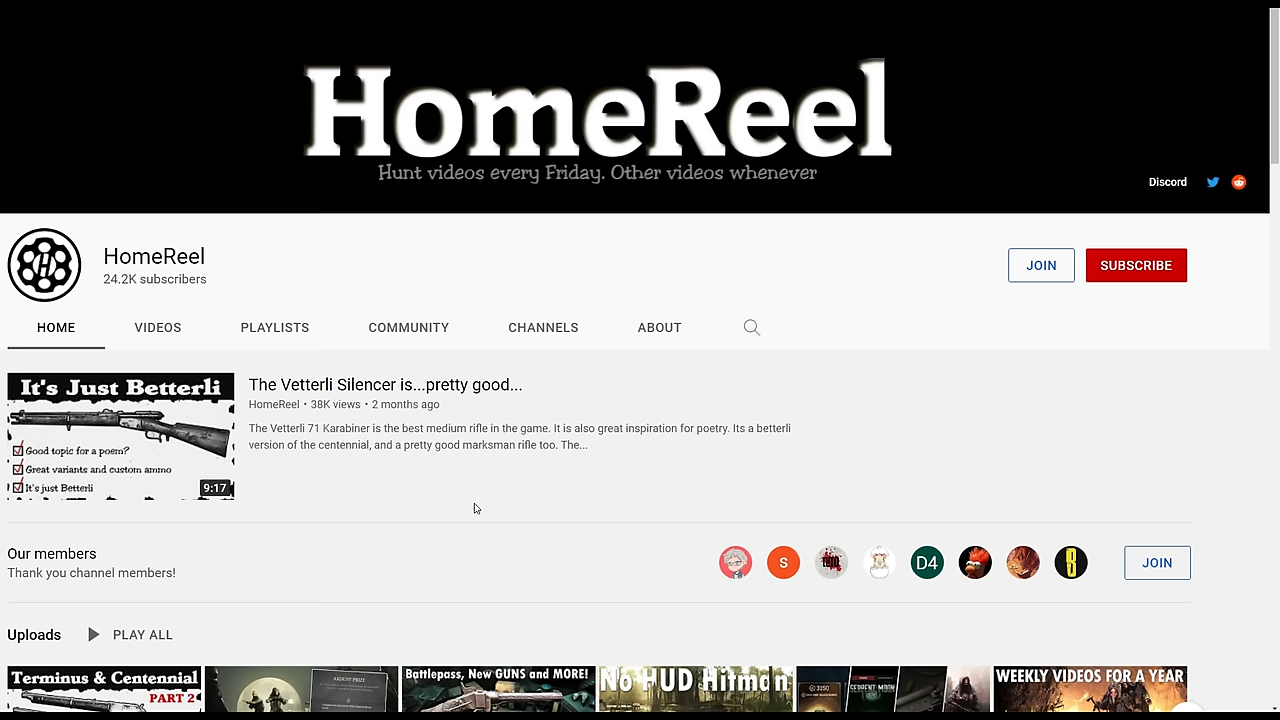 HomeReel
Hunt videos every Friday. Other videos whenever
Discord
HomeReel
24.2K subscribers
JOIN
SUBSCRIBE
HOME
VIDEOS
PLAYLISTS
COMMUNITY
CHANNELS
ABOUT
It's Just Betterli
Good topic for a poem?
Great variants and custom ammo
It's just Betterli
9:17
The Vetterli Silencer is...pretty good...
HomeReel • 38K views • 2 months ago
The Vetterli 71 Karabiner is the best medium rifle in the game. It is also great inspiration for poetry. Its a betterli
version of the centennial, and a pretty good marksman rifle too. The...
Our members
Thank you channel members!
S
D4
JOIN
Uploads
PLAY ALL
Terminus & Centennial
PART 2
ARDENT PRIZE
Battlepass, New GUNS and MORE!
No HUD Hitman
3150
SERPENT MOON
WEEKLY VIDEOS FOR A YEAR